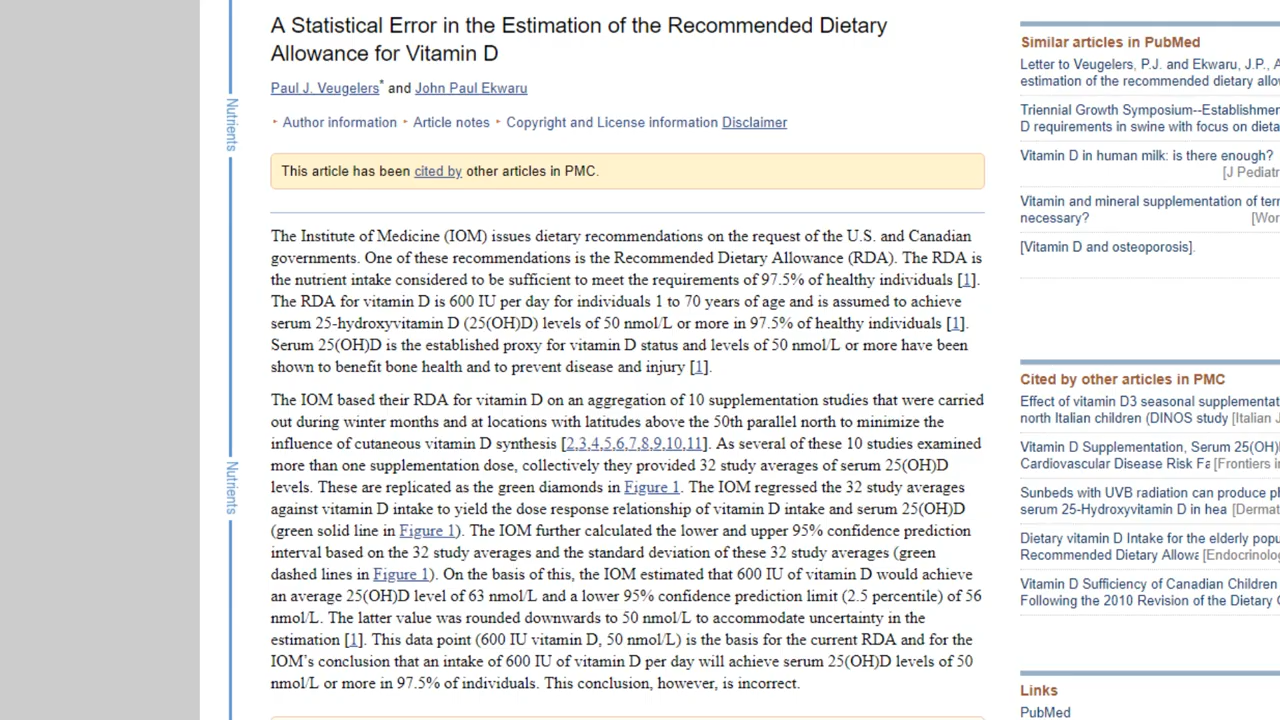 A Statistical Error in the Estimation of the Recommended Dietary
Allowance for Vitamin D
Paul J. Veugelers* and John Paul Ekwaru
Author information Article notes Copyright and License information Disclaimer
This article has been cited by other articles in PMC.
The Institute of Medicine (IOM) issues dietary recommendations on the request of the U.S. and Canadian
governments. One of these recommendations is the Recommended Dietary Allowance (RDA). The RDA is
the nutrient intake considered to be sufficient to meet the requirements of 97.5% of healthy individuals [1].
The RDA for vitamin D is 600 IU per day for individuals 1 to 70 years of age and is assumed to achieve
serum 25-hydroxyvitamin D (25(OH)D) levels of 50 nmol/L or more in 97.5% of healthy individuals [1].
Serum 25(OH)D is the established proxy for vitamin D status and levels of 50 nmol/L or more have been
shown to benefit bone health and to prevent disease and injury [1].
The IOM based their RDA for vitamin D on an aggregation of 10 supplementation studies that were carried
out during winter months and at locations with latitudes above the 50th parallel north to minimize the
influence of cutaneous vitamin D synthesis [2,3,4,5,6,7,8,9,10,11]. As several of these 10 studies examined
more than one supplementation dose, collectively they provided 32 study averages of serum 25(OH)D
levels. These are replicated as the green diamonds in Figure 1. The IOM regressed the 32 study averages
against vitamin D intake to yield the dose response relationship of vitamin D intake and serum 25(OH)D
(green solid line in Figure 1). The IOM further calculated the lower and upper 95% confidence prediction
interval based on the 32 study averages and the standard deviation of these 32 study averages (green
dashed lines in Figure 1). On the basis of this, the IOM estimated that 600 IU of vitamin D would achieve
an average 25(OH)D level of 63 nmol/L and a lower 95% confidence prediction limit (2.5 percentile) of 56
nmol/L. The latter value was rounded downwards to 50 nmol/L to accommodate uncertainty in the
estimation [1]. This data point (600 IU vitamin D, 50 nmol/L) is the basis for the current RDA and for the
IOM's conclusion that an intake of 600 IU of vitamin D per day will achieve serum 25(OH)D levels of 50
nmol/L or more in 97.5% of individuals. This conclusion, however, is incorrect.
Nutrients
Nutrients
Similar articles in PubMed
Letter to Veugelers, P.J. and Ekwaru, J.P., A
estimation of the recommended dietary allo
Triennial Growth Symposium--Establishmen
D requirements in swine with focus on dieta
Vitamin D in human milk: is there enough?
[J Pediatr
Vitamin and mineral supplementation of ter
necessary? [Wor
[Vitamin D and osteoporosis].
Cited by other articles in PMC
Effect of vitamin D3 seasonal supplementat
north Italian children (DINOS study [Italian J
Vitamin D Supplementation, Serum 25(OH)
Cardiovascular Disease Risk Fa [Frontiers in
Sunbeds with UVB radiation can produce ph
serum 25-Hydroxyvitamin D in hea [Dermat
Dietary vitamin D Intake for the elderly popu
Recommended Dietary Allowa [Endocrinolog
Vitamin D Sufficiency of Canadian Children
Following the 2010 Revision of the Dietary
Links
PubMed